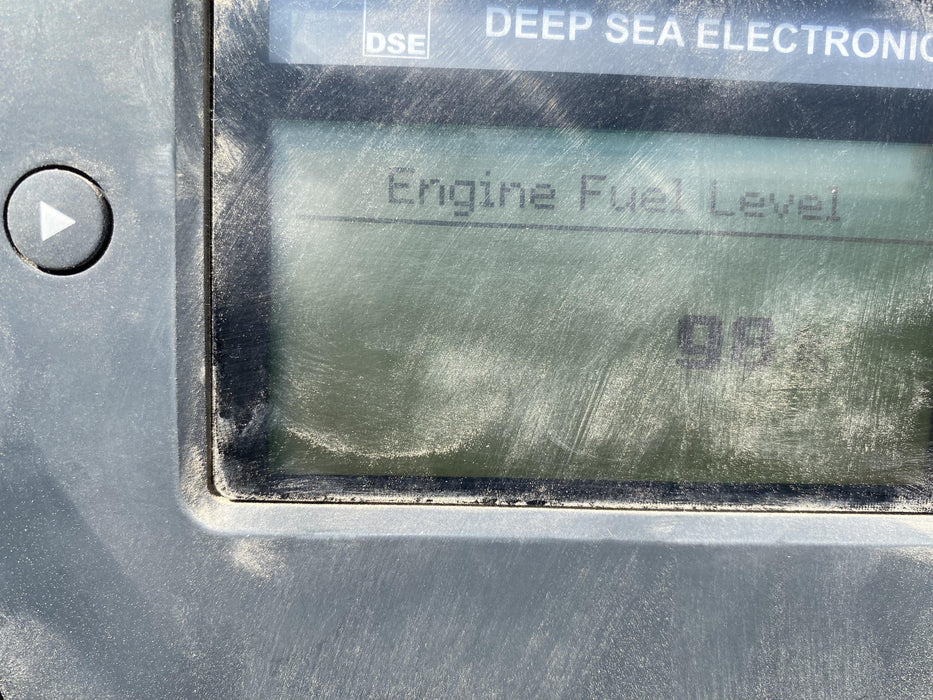 DSE
DEEP SEA ELECTRONIC
Engine Fuel Level
98